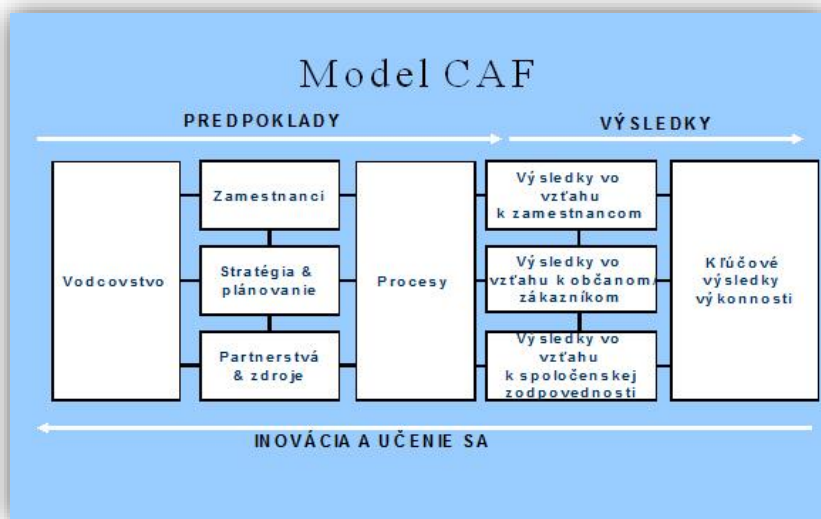 Model CAF
PREDPOKLADY
VÝSLEDKY
Vodcovstvo
Zamestnanci
Stratégia &
plánovanie
Partnerstvá
& zdroje
Procesy
Výsledky vo
vzťahu
k zamestnancom
Výsledky vo
vzťahu k občanom/
zákazníkom
Výsledky vo
vzťahu
k spoločenskej
zodpovednosti
Kľúčové
výsledky
výkonnosti
INOVÁCIA A UČENIE SA